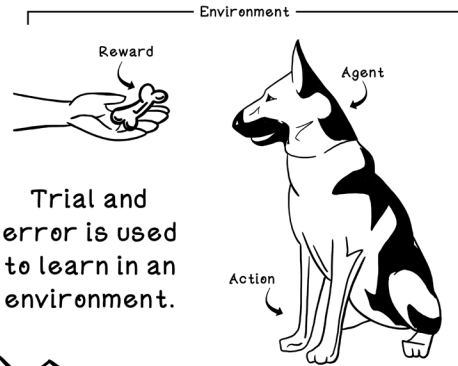 Environment
Reward
Agent
Trial and
error is used
to learn in an
environment.
Action